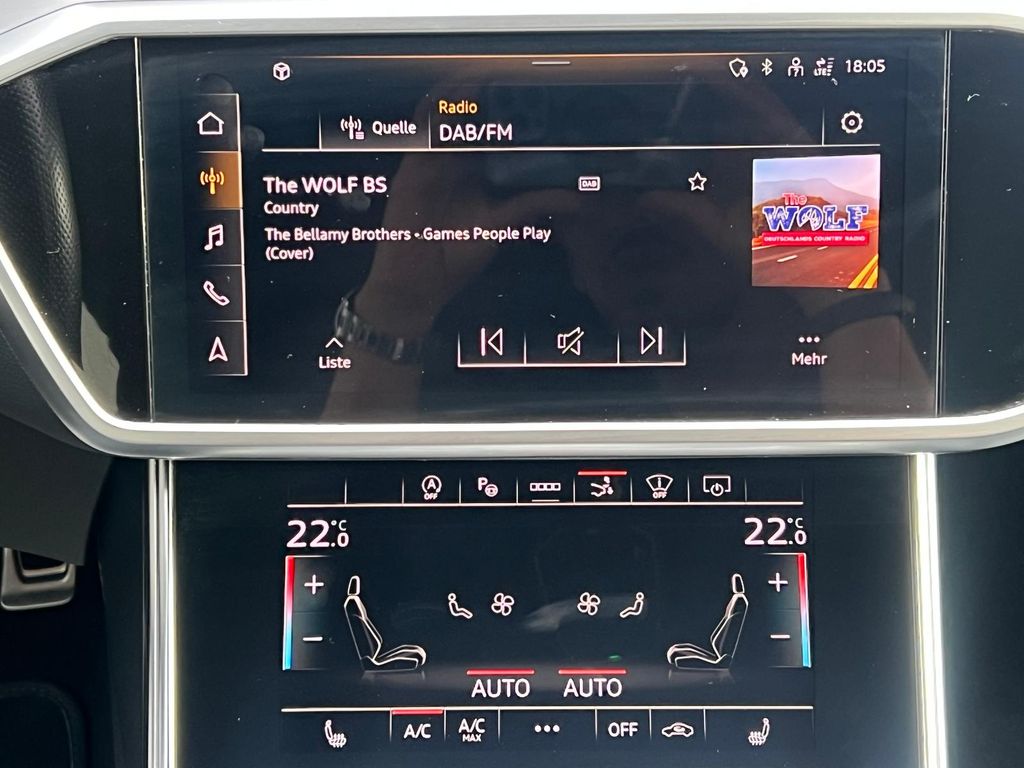 LTE 18:05
Radio
Quelle DAB/FM
The WOLF BS DAB
Country
The Bellamy Brothers - Games People Play
(Cover)
The
WOLF
DEUTSCHLANDS COUNTRY RADIO
Liste
Mehr
A OFF P OFF
22.0 °C 22.0 °C
+ +
- -
AUTO AUTO
A/C A/C MAX ... OFF